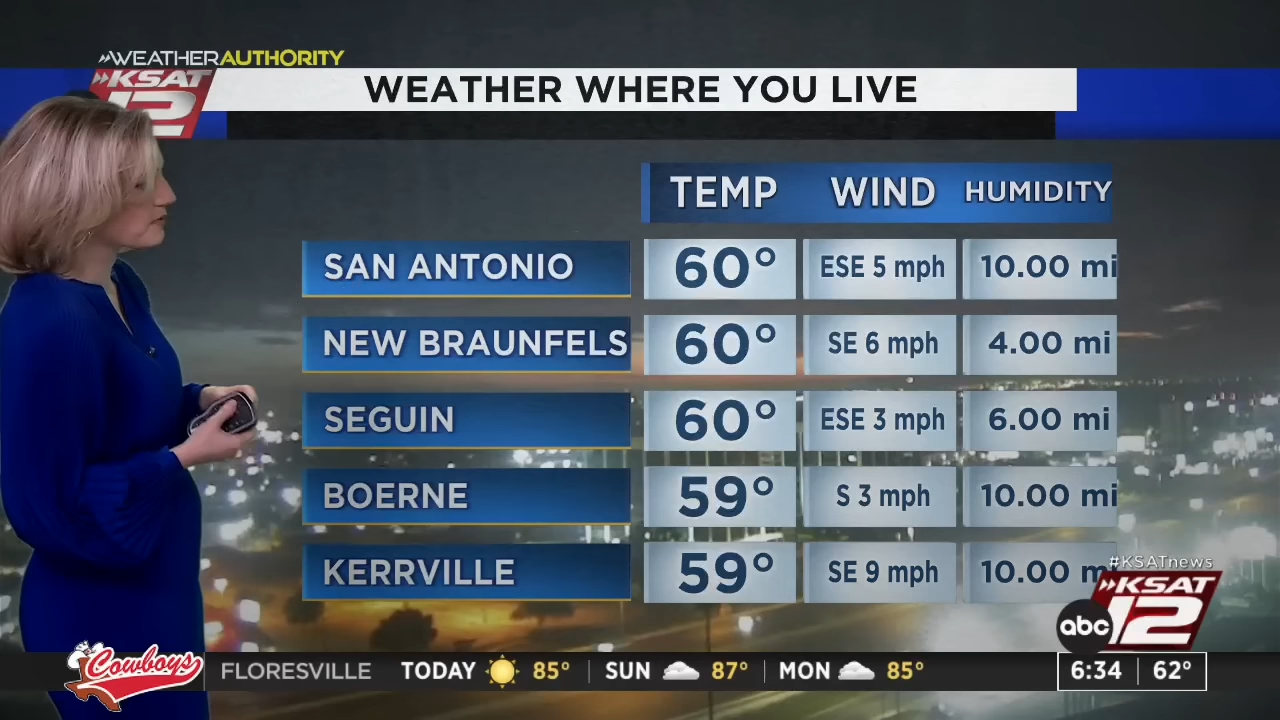 WEATHERAUTHORITY
KSAT
12
WEATHER WHERE YOU LIVE
TEMP WIND HUMIDITY
SAN ANTONIO 60° ESE 5 mph 10.00 mi
NEW BRAUNFELS 60° SE 6 mph 4.00 mi
SEGUIN 60° ESE 3 mph 6.00 mi
BOERNE 59° S 3 mph 10.00 mi
KERRVILLE 59° SE 9 mph 10.00 m
#KSATnews
KSAT
abc 12
Cowboys FLORESVILLE TODAY 85° SUN 87° MON 85° 6:34 62°